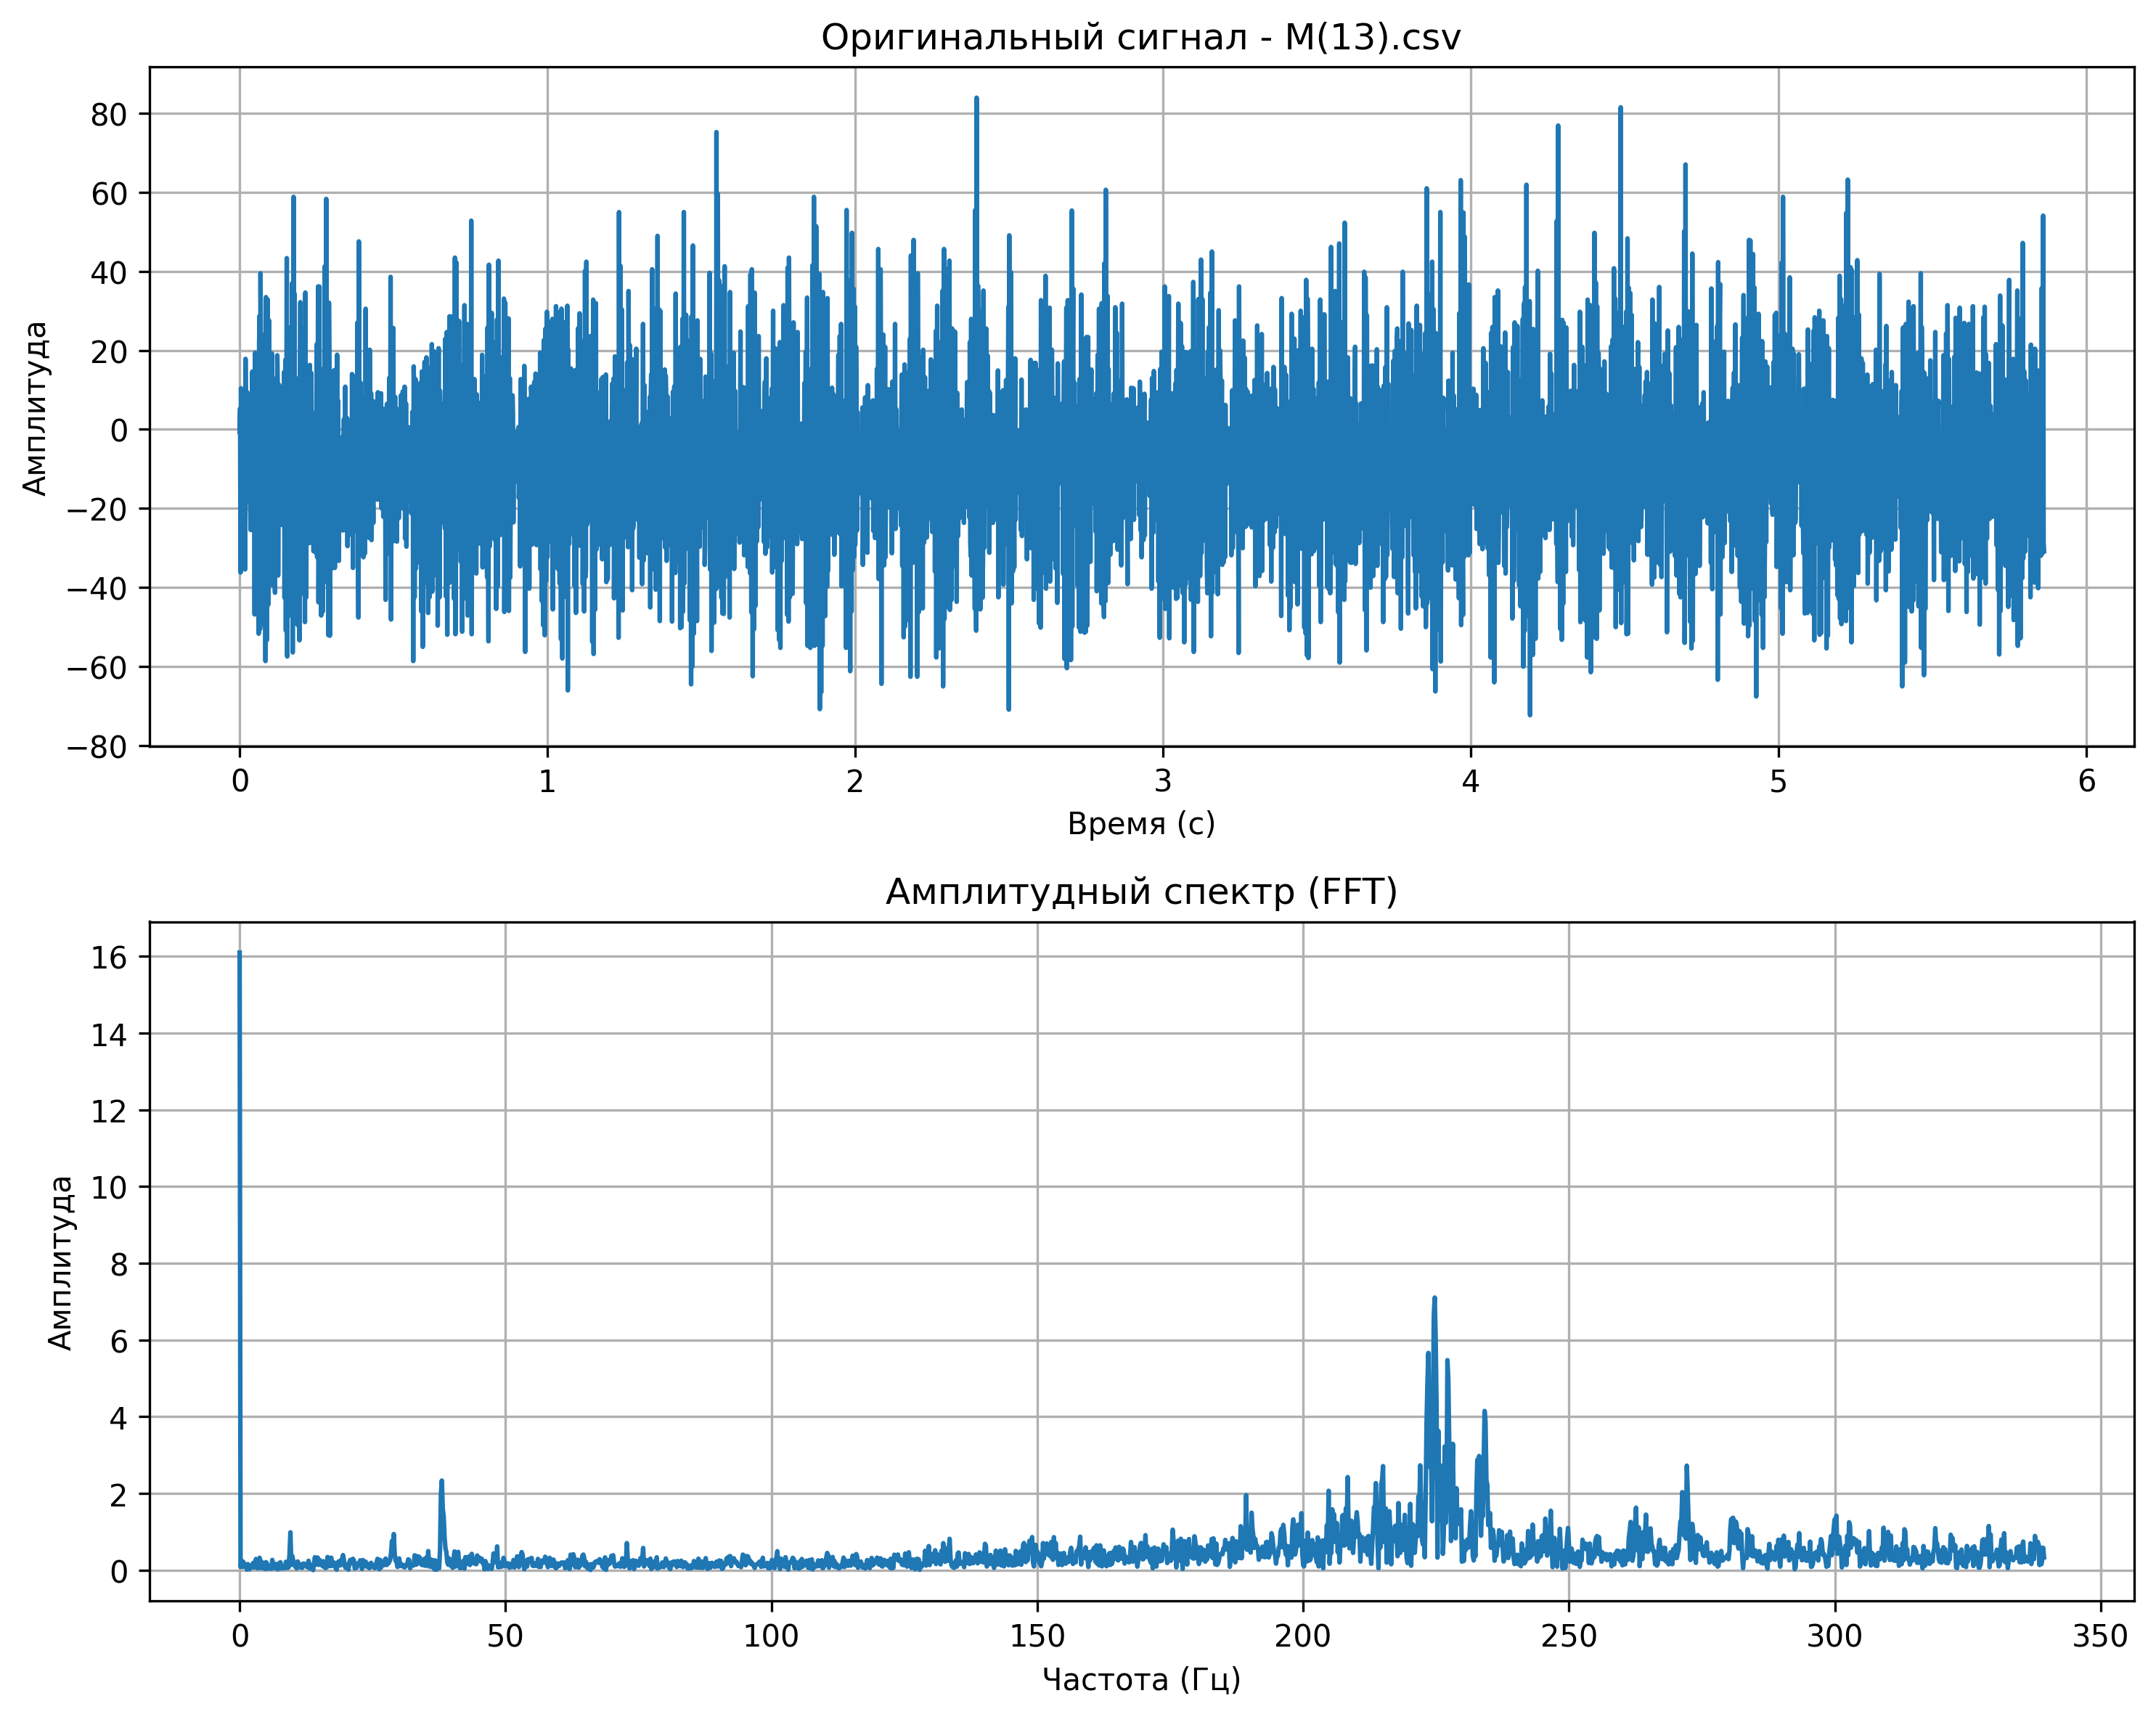 Оригинальный сигнал - M(13).csv
Амплитуда
80
60
40
20
0
−20
−40
−60
−80
0 1 2 3 4 5 6
Время (с)
Амплитудный спектр (FFT)
Амплитуда
16
14
12
10
8
6
4
2
0
0 50 100 150 200 250 300 350
Частота (Гц)